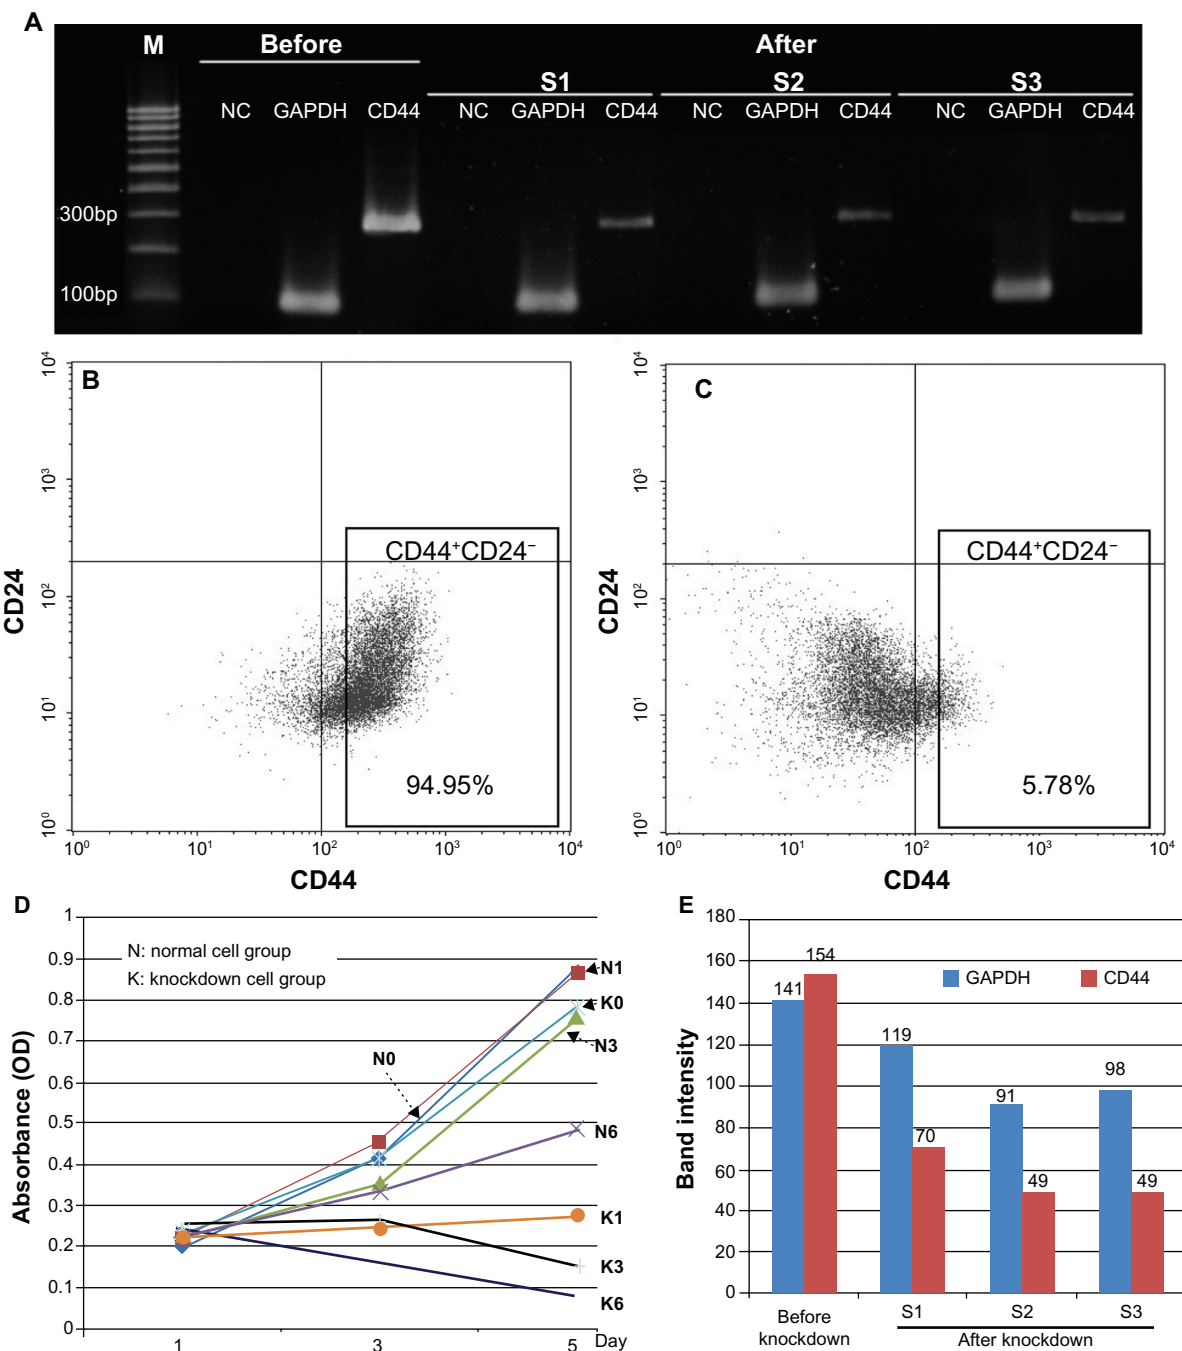 A
M
Before
After
S1
S2
S3
NC GAPDH CD44 NC GAPDH CD44 NC GAPDH CD44 NC GAPDH CD44
300bp
100bp
B
10⁴
10³
10²
10¹
10⁰
CD24
CD44⁺CD24⁻
94.95%
10⁰ 10¹ 10² 10³ 10⁴
CD44
C
10⁴
10³
10²
10¹
10⁰
CD24
CD44⁺CD24⁻
5.78%
10⁰ 10¹ 10² 10³ 10⁴
CD44
D
1
0.9
0.8
0.7
0.6
0.5
0.4
0.3
0.2
0.1
0
Absorbance (OD)
N: normal cell group
K: knockdown cell group
N0
N1
K0
N3
N6
K1
K3
K6
1 3 5 Day
E
180
160
140
120
100
80
60
40
20
0
Band intensity
GAPDH CD44
141 154
119 70
91 49
98 49
Before
knockdown
S1 S2 S3
After knockdown